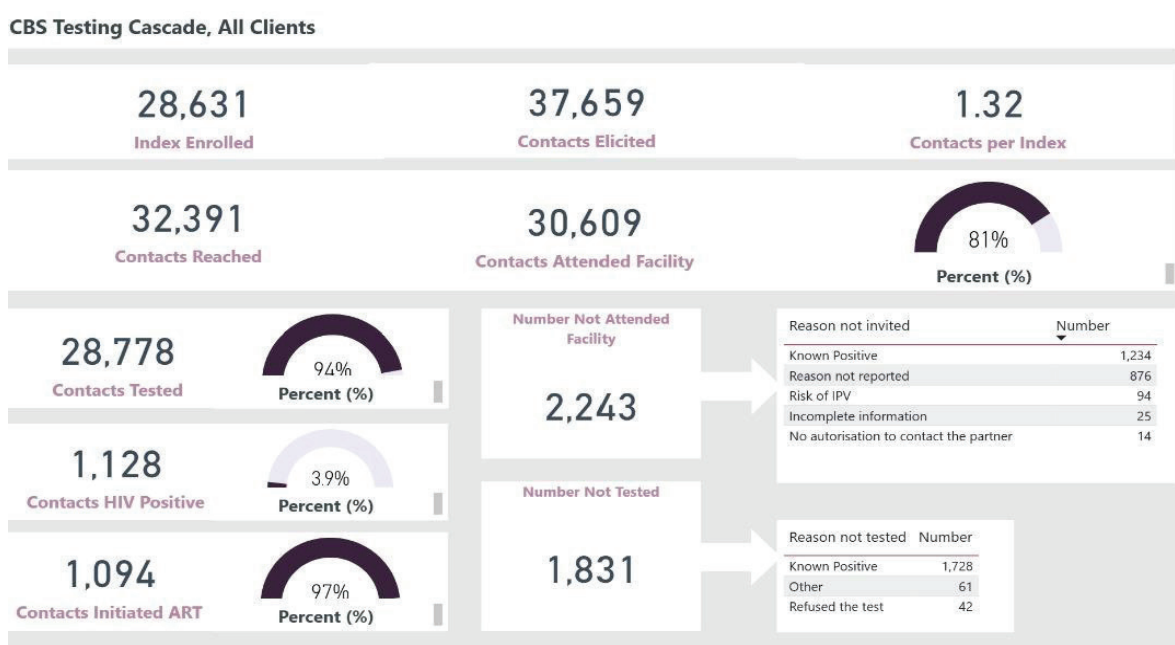 CBS Testing Cascade, All Clients
28,631
Index Enrolled
37,659
Contacts Elicited
1.32
Contacts per Index
32,391
Contacts Reached
30,609
Contacts Attended Facility
81%
Percent (%)
28,778
Contacts Tested
94%
Percent (%)
1,128
Contacts HIV Positive
3.9%
Percent (%)
1,094
Contacts Initiated ART
97%
Percent (%)
Number Not Attended
Facility
2,243
Reason not invited Number
Known Positive 1,234
Reason not reported 876
Risk of IPV 94
Incomplete information 25
No autorisation to contact the partner 14
Number Not Tested
1,831
Reason not tested Number
Known Positive 1,728
Other 61
Refused the test 42